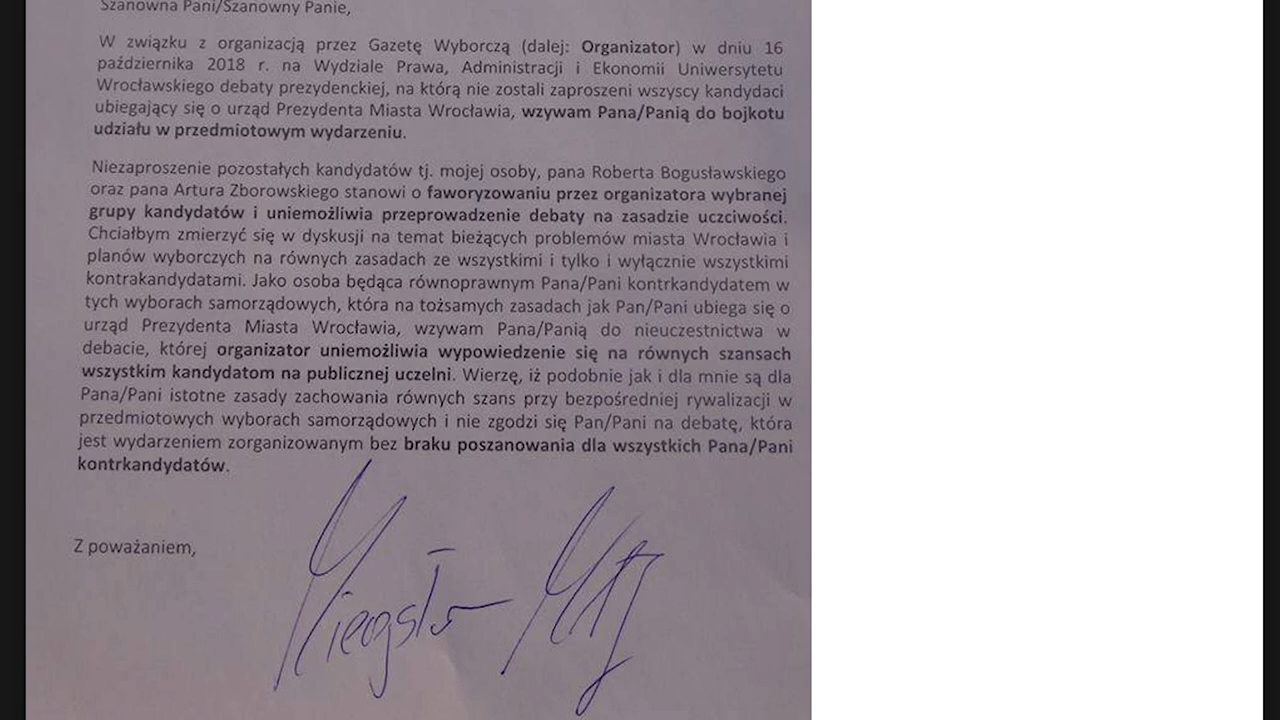 Szanowna Pani/Szanowny Panie,
W związku z organizacją przez Gazetę Wyborczą (dalej: Organizator) w dniu 16
października 2018 r. na Wydziale Prawa, Administracji i Ekonomii Uniwersytetu
Wrocławskiego debaty prezydenckiej, na którą nie zostali zaproszeni wszyscy kandydaci
ubiegający się o urząd Prezydenta Miasta Wrocławia, wzywam Pana/Panią do bojkotu
udziału w przedmiotowym wydarzeniu.
Niezaproszenie pozostałych kandydatów tj. mojej osoby, pana Roberta Bogusławskiego
oraz pana Artura Zborowskiego stanowi o faworyzowaniu przez organizatora wybranej
grupy kandydatów i uniemożliwia przeprowadzenie debaty na zasadzie uczciwości.
Chciałbym zmierzyć się w dyskusji na temat bieżących problemów miasta Wrocławia i
planów wyborczych na równych zasadach ze wszystkimi i tylko i wyłącznie wszystkimi
kontrakandydatami. Jako osoba będąca równoprawnym Pana/Pani kontrkandydatem w
tych wyborach samorządowych, która na tożsamych zasadach jak Pan/Pani ubiega się o
urząd Prezydenta Miasta Wrocławia, wzywam Pana/Panią do nieuczestnictwa w
debacie, której organizator uniemożliwia wypowiedzenie się na równych szansach
wszystkim kandydatom na publicznej uczelni. Wierzę, iż podobnie jak i dla mnie są dla
Pana/Pani istotne zasady zachowania równych szans przy bezpośredniej rywalizacji w
przedmiotowych wyborach samorządowych i nie zgodzi się Pan/Pani na debatę, która
jest wydarzeniem zorganizowanym bez braku poszanowania dla wszystkich Pana/Pani
kontrkandydatów.
Z poważaniem,